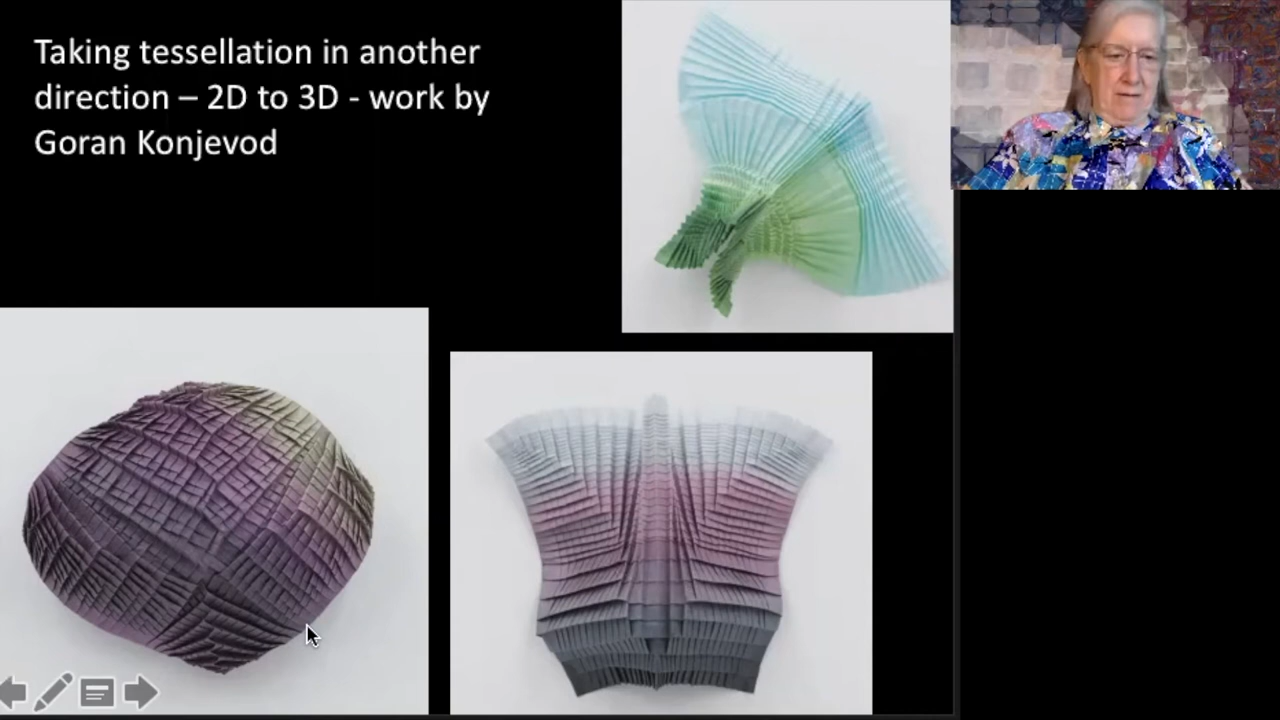 Taking tessellation in another
direction – 2D to 3D - work by
Goran Konjevod